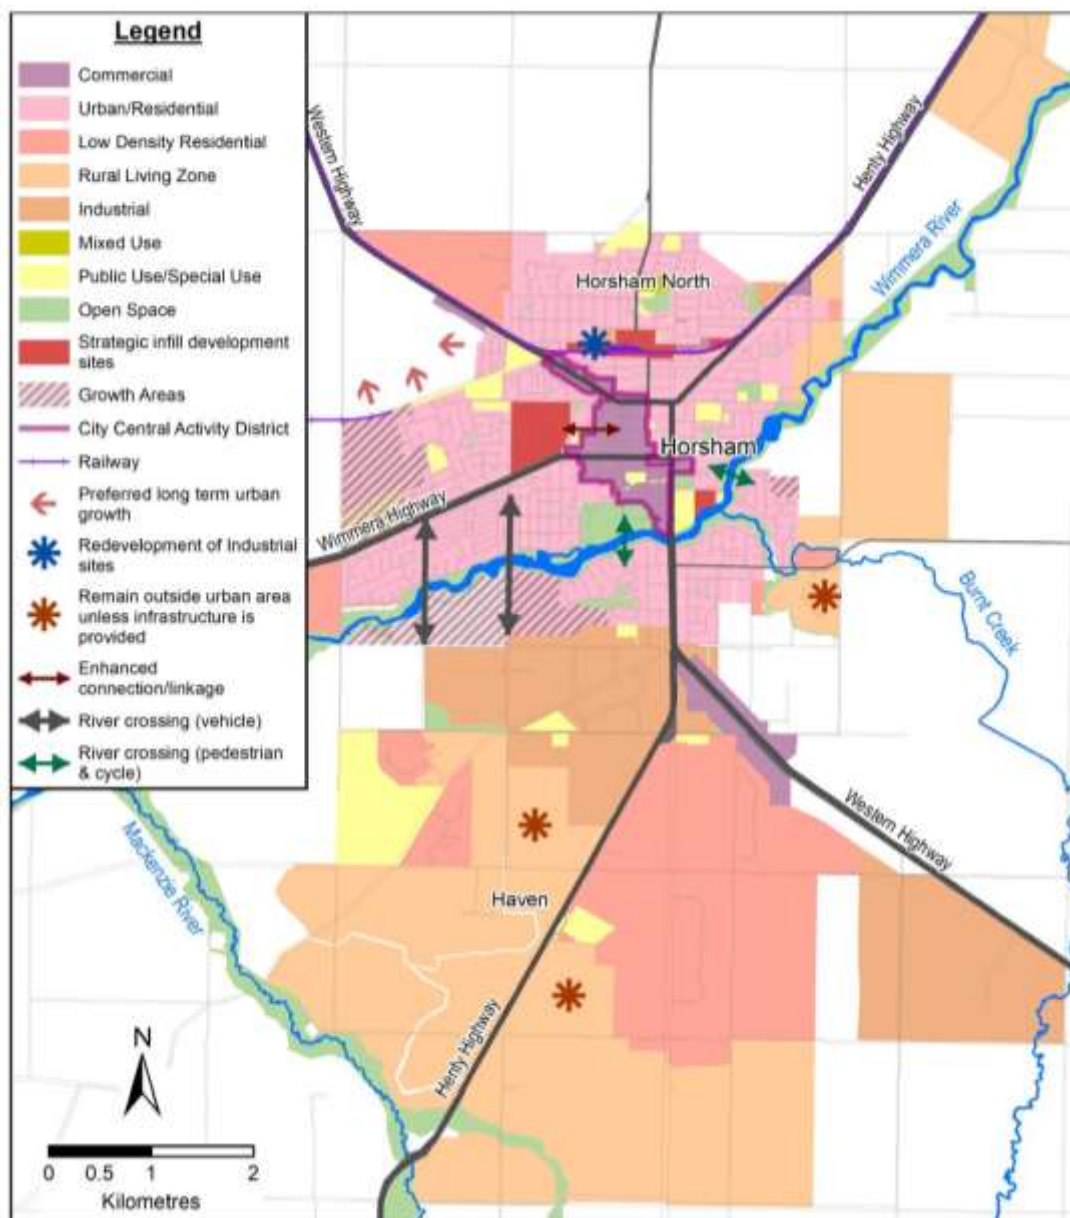 Legend
Commercial
Urban/Residential
Low Density Residential
Rural Living Zone
Industrial
Mixed Use
Public Use/Special Use
Open Space
Strategic infill development
sites
Growth Areas
City Central Activity District
Railway
Preferred long term urban
growth
Redevelopment of Industrial
sites
Remain outside urban area
unless infrastructure is
provided
Enhanced
connection/linkage
River crossing (vehicle)
River crossing (pedestrian
& cycle)
Western Highway
Henty Highway
Wimmera River
Horsham North
Horsham
Wimmera Highway
Burnt Creek
Western Highway
Mackenzie River
Haven
Henty Highway
N
0 0.5 1 2
Kilometres